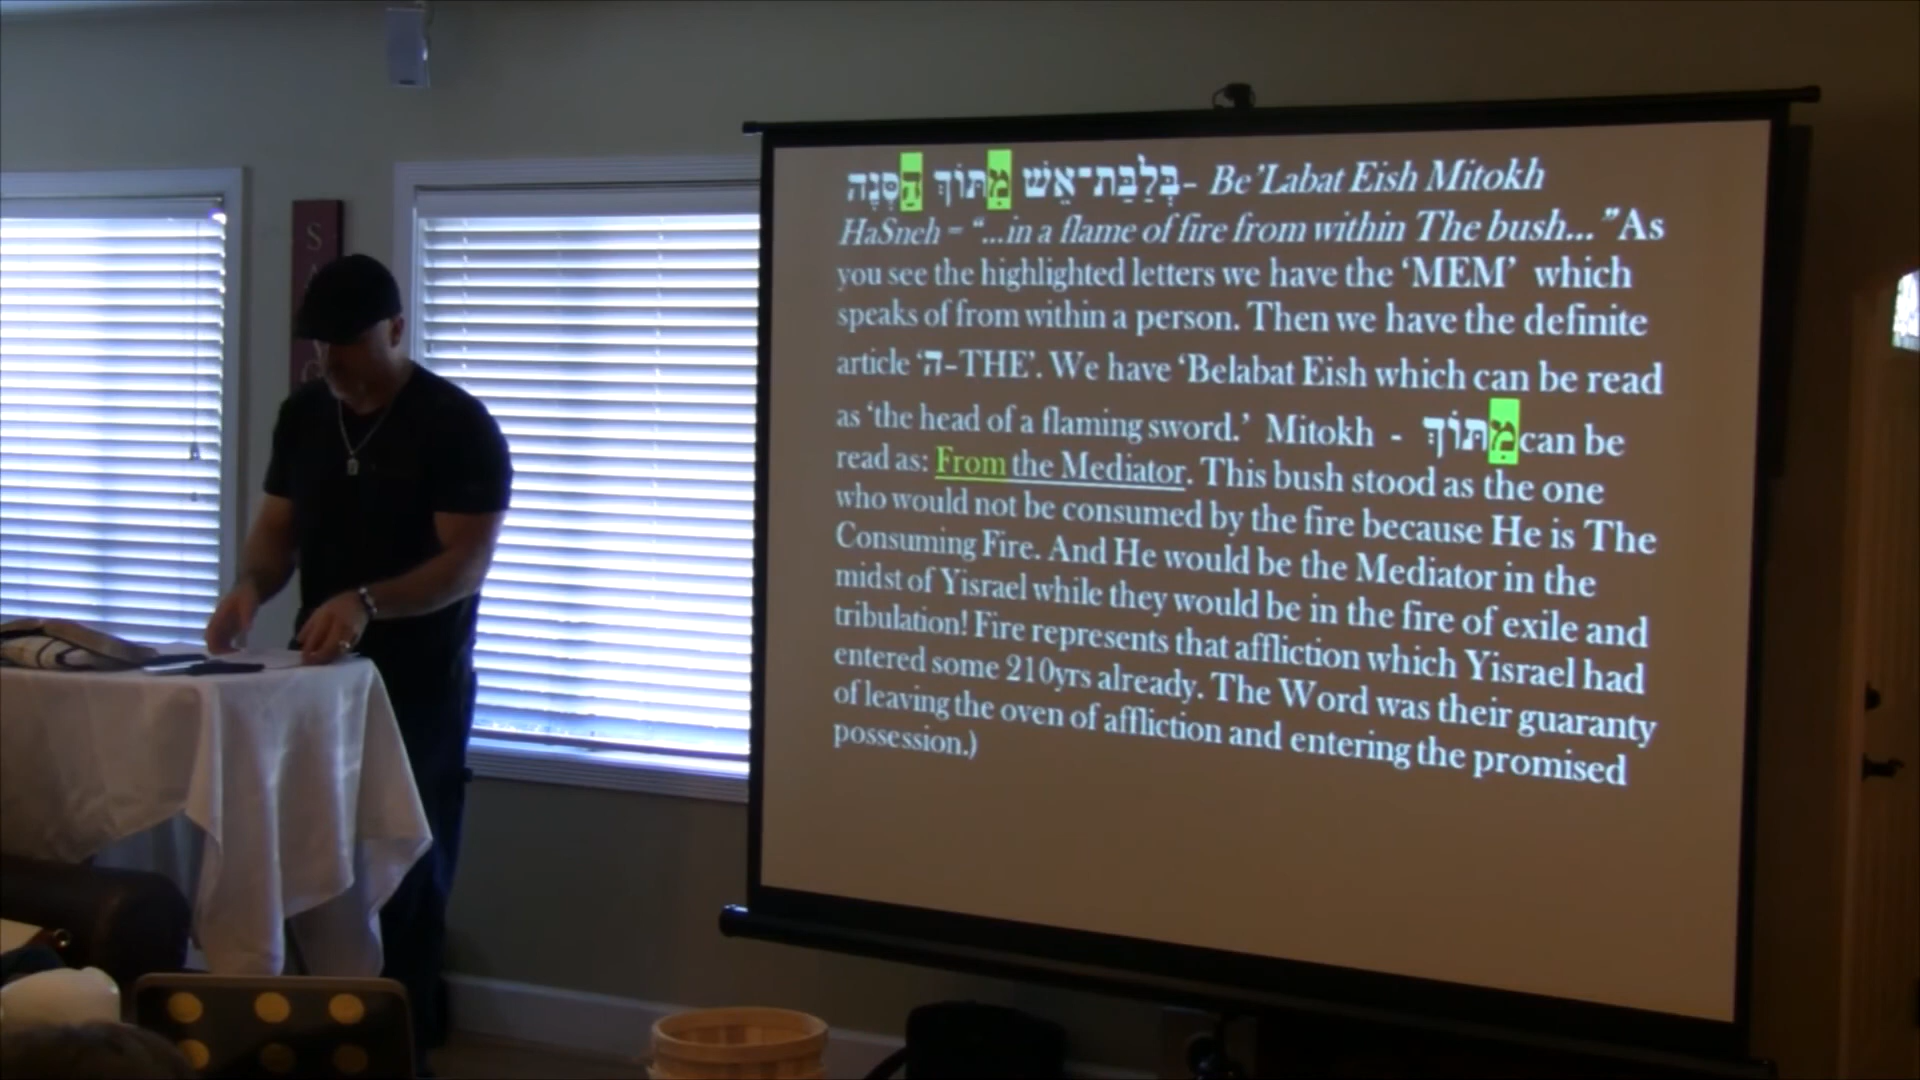 בְּלַבַּת־אֵשׁ מִתּוֹךְ הַסְּנֶה - Be'Labat Eish Mitokh
HaSneh = “...in a flame of fire from within The bush...” As
you see the highlighted letters we have the ‘MEM’ which
speaks of from within a person. Then we have the definite
article ‘ה-THE’. We have ‘Belabat Eish which can be read
as ‘the head of a flaming sword.’ Mitokh - מִתּוֹךְ can be
read as: From the Mediator. This bush stood as the one
who would not be consumed by the fire because He is The
Consuming Fire. And He would be the Mediator in the
midst of Yisrael while they would be in the fire of exile and
tribulation! Fire represents that affliction which Yisrael had
entered some 210yrs already. The Word was their guaranty
of leaving the oven of affliction and entering the promised
possession.)